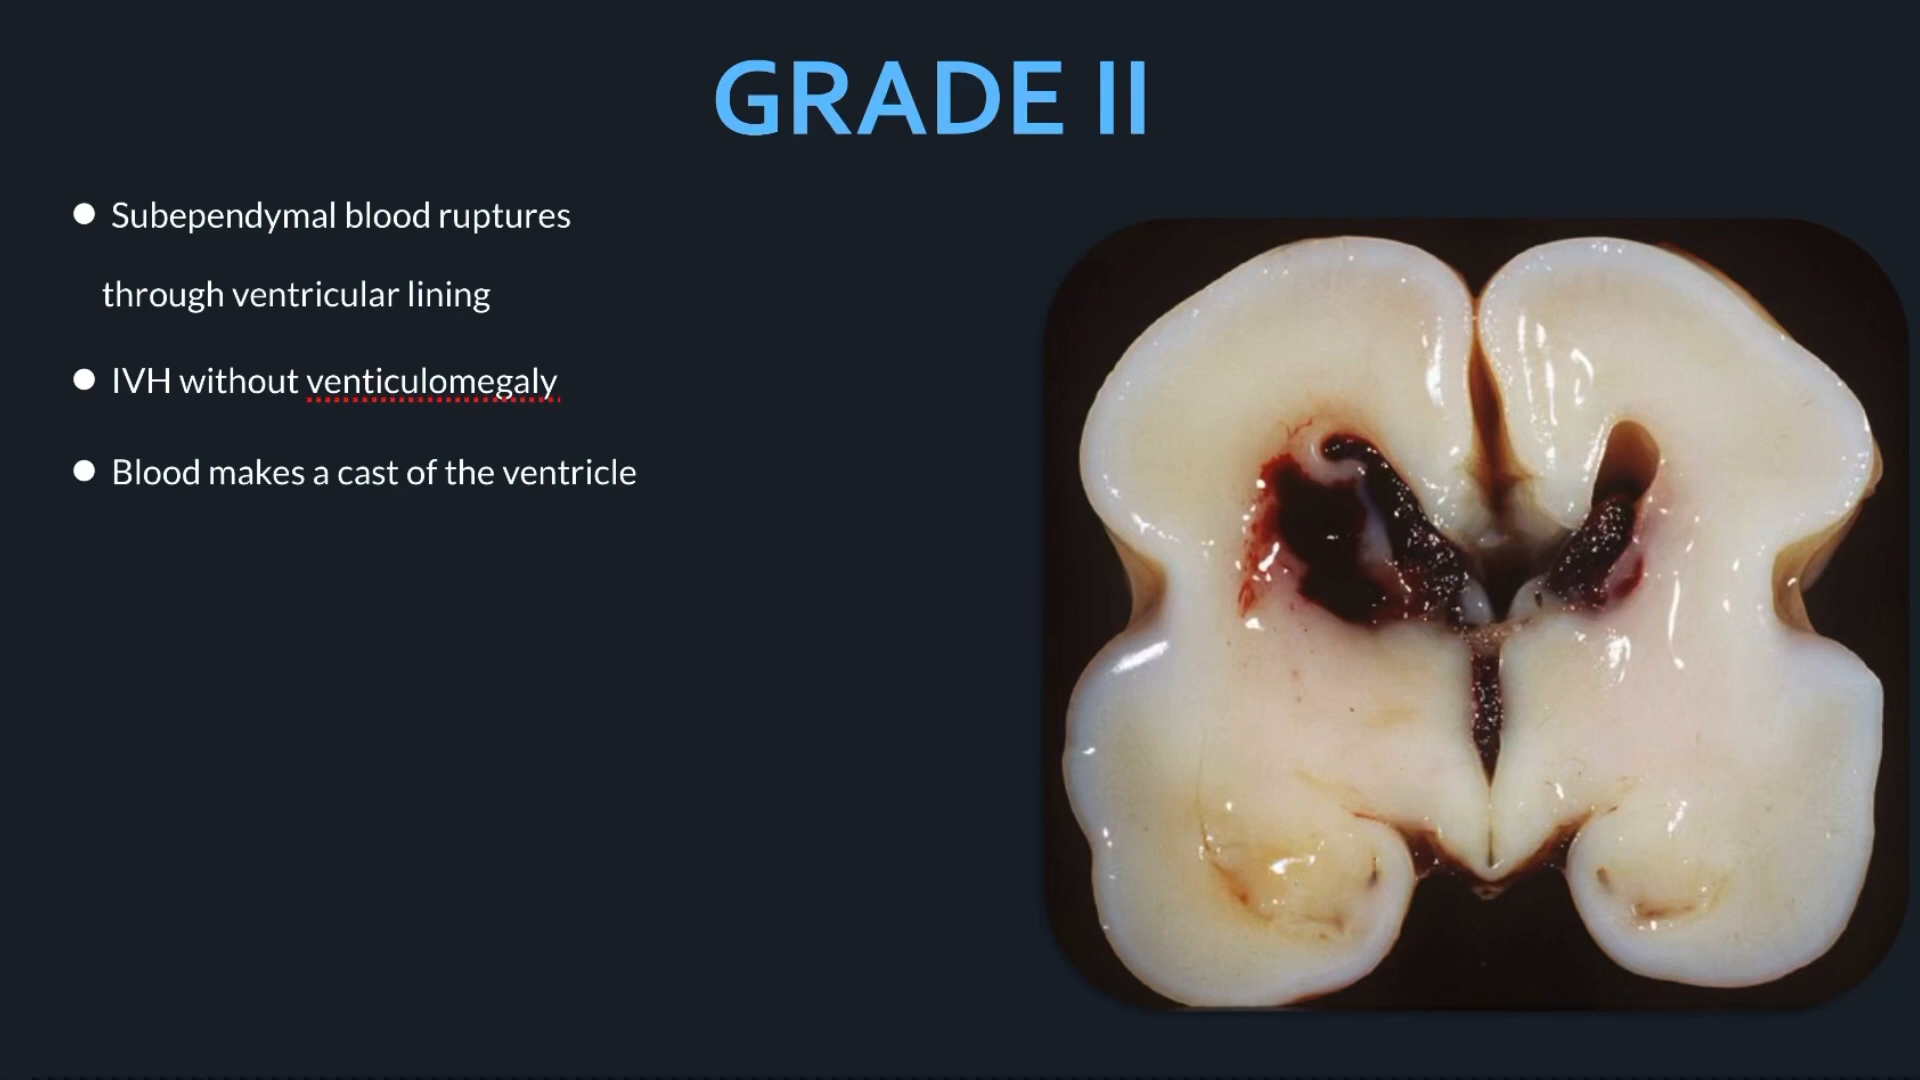 GRADE II
● Subependymal blood ruptures
through ventricular lining
● IVH without venticulomegaly
● Blood makes a cast of the ventricle